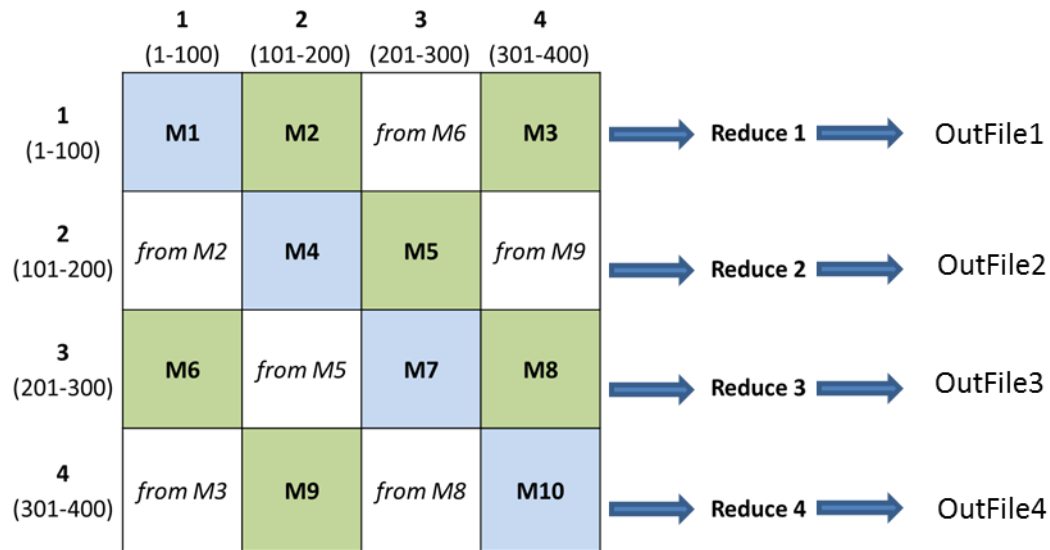 1 2 3 4
(1-100) (101-200) (201-300) (301-400)
1
(1-100)
M1 M2 from M6 M3 Reduce 1 OutFile1
2
(101-200)
from M2 M4 M5 from M9 Reduce 2 OutFile2
3
(201-300)
M6 from M5 M7 M8 Reduce 3 OutFile3
4
(301-400)
from M3 M9 from M8 M10 Reduce 4 OutFile4